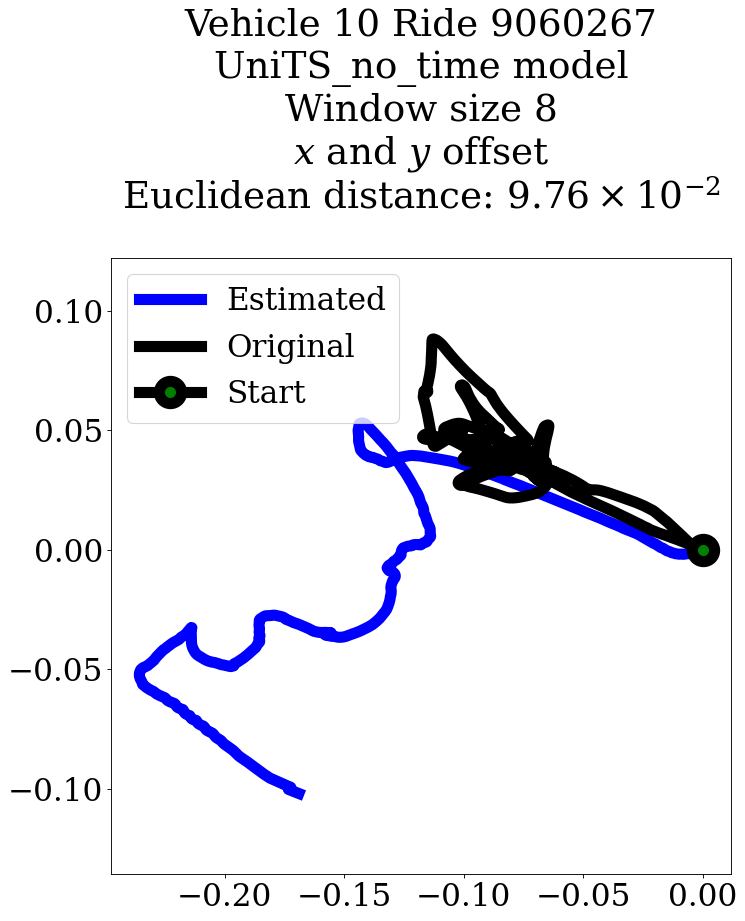 Vehicle 10 Ride 9060267
UniTS_no_time model
Window size 8
x and y offset
Euclidean distance: 9.76 × 10⁻²
Estimated
Original
Start
0.10
0.05
0.00
−0.05
−0.10
−0.20 −0.15 −0.10 −0.05 0.00